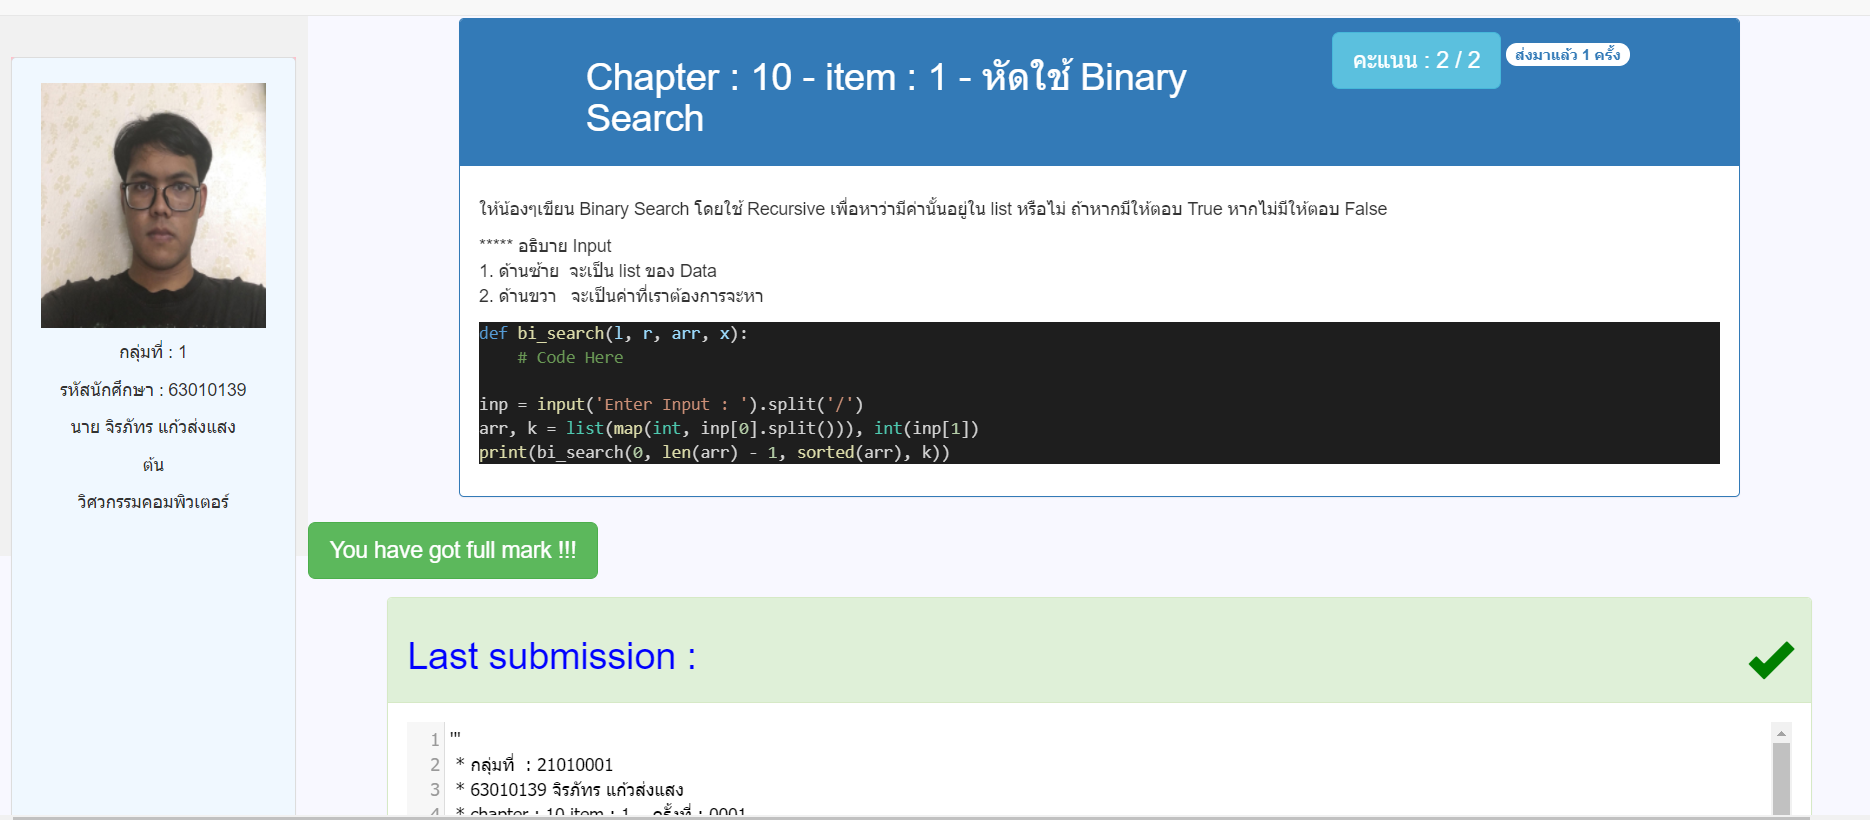 กลุ่มที่ : 1
รหัสนักศึกษา : 63010139
นาย จิรภัทร แก้วส่งแสง
ต้น
วิศวกรรมคอมพิวเตอร์
Chapter : 10 - item : 1 - หัดใช้ Binary
Search
คะแนน : 2 / 2
ส่งมาแล้ว 1 ครั้ง
ให้น้องๆเขียน Binary Search โดยใช้ Recursive เพื่อหาว่ามีค่านั้นอยู่ใน list หรือไม่ ถ้าหากมีให้ตอบ True หากไม่มีให้ตอบ False
***** อธิบาย Input
1. ด้านซ้าย  จะเป็น list ของ Data
2. ด้านขวา   จะเป็นค่าที่เราต้องการจะหา
def bi_search(l, r, arr, x):
    # Code Here
inp = input('Enter Input : ').split('/')
arr, k = list(map(int, inp[0].split())), int(inp[1])
print(bi_search(0, len(arr) - 1, sorted(arr), k))
You have got full mark !!!
Last submission :
1 '''
2  * กลุ่มที่  : 21010001
3  * 63010139 จิรภัทร แก้วส่งแสง
4  * chapter : 10 item : 1   ครั้งที่ : 0001